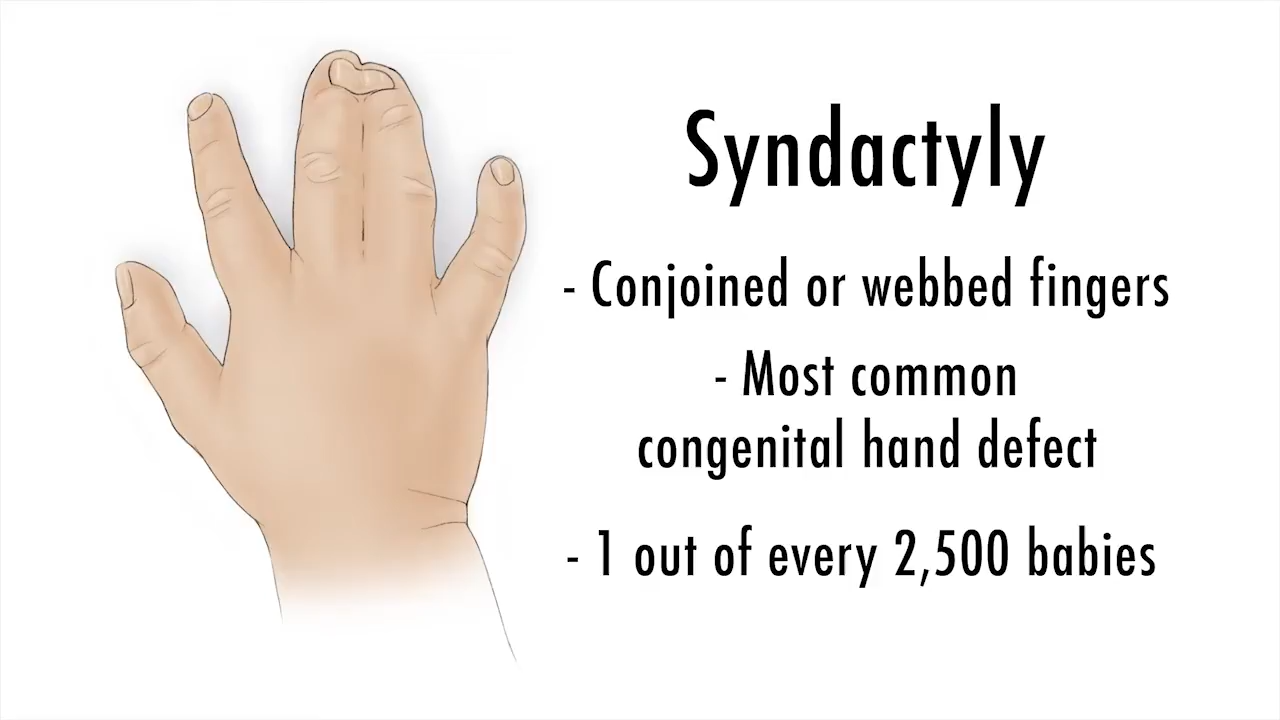 Syndactyly
- Conjoined or webbed fingers
- Most common
congenital hand defect
- 1 out of every 2,500 babies